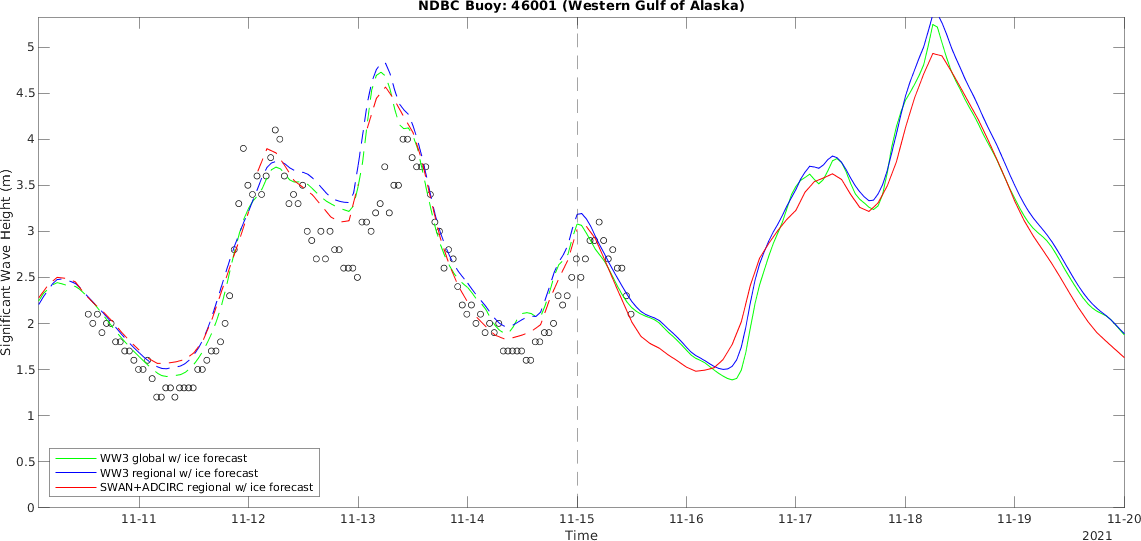 NDBC Buoy: 46001 (Western Gulf of Alaska)
Significant Wave Height (m)
5
4.5
4
3.5
3
2.5
2
1.5
1
0.5
0
WW3 global w/ ice forecast
WW3 regional w/ ice forecast
SWAN+ADCIRC regional w/ ice forecast
11-11 11-12 11-13 11-14 11-15 11-16 11-17 11-18 11-19 11-20
Time
2021